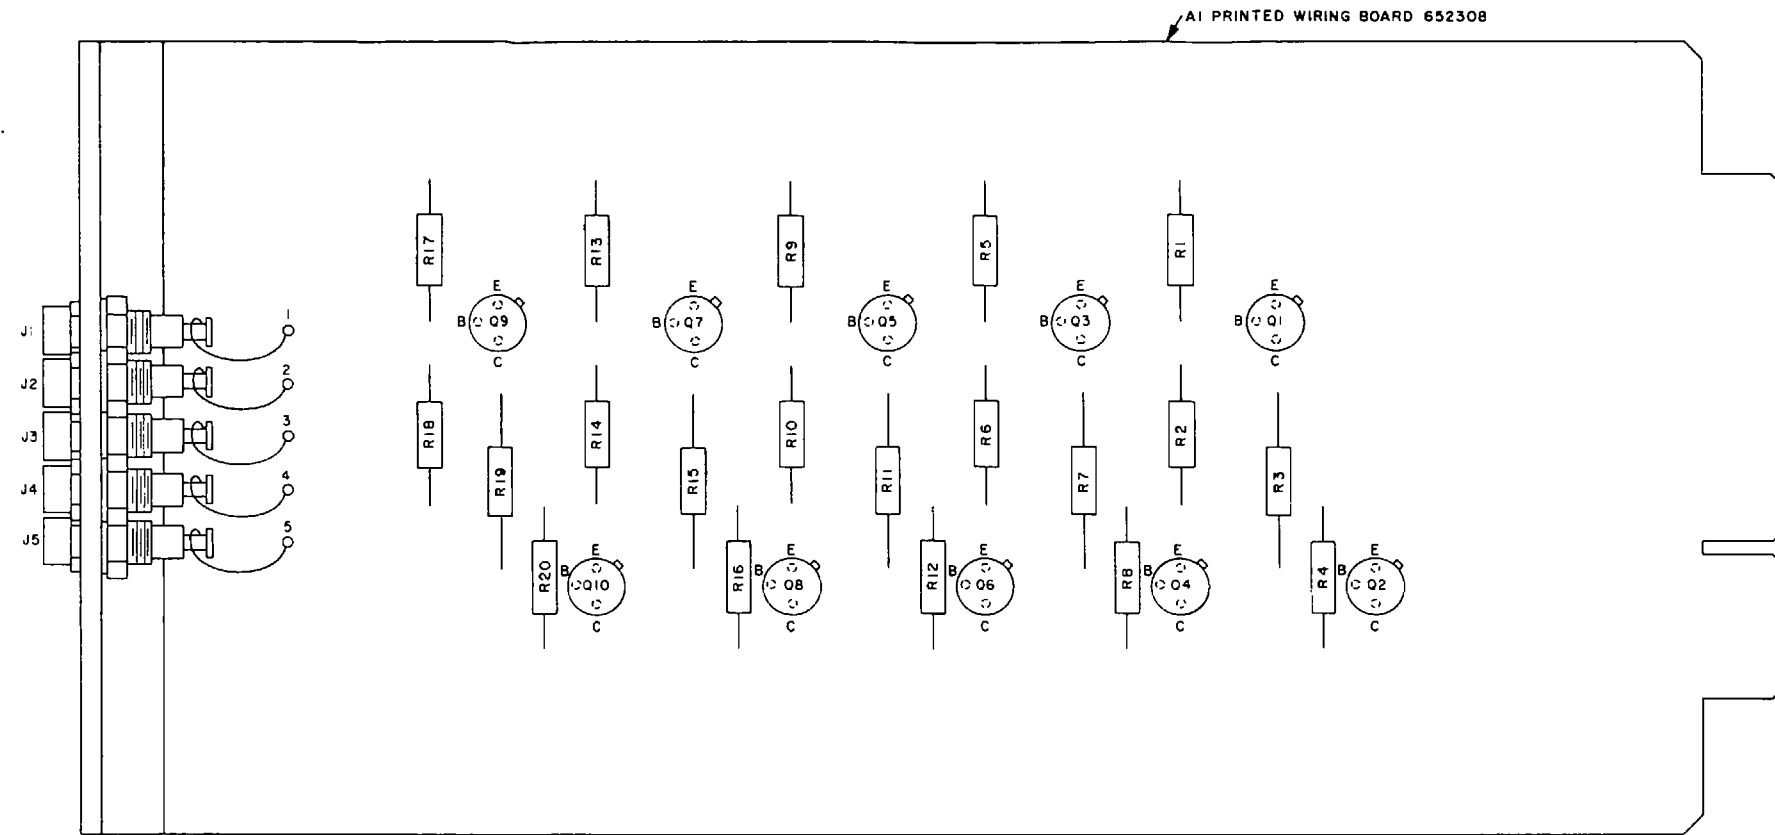 A1 PRINTED WIRING BOARD 652308
R17 R13 R9 R5 R1
E E E E E
J1 1 B Q9 B Q7 B Q5 B Q3 B Q1
C C C C C
J2 2
J3 3 R18 R14 R10 R6 R2
J4 4 R19 R15 R11 R7 R3
J5 5
E E E E E
R20 B Q10 R16 B Q8 R12 B Q6 R8 B Q4 R4 B Q2
C C C C C